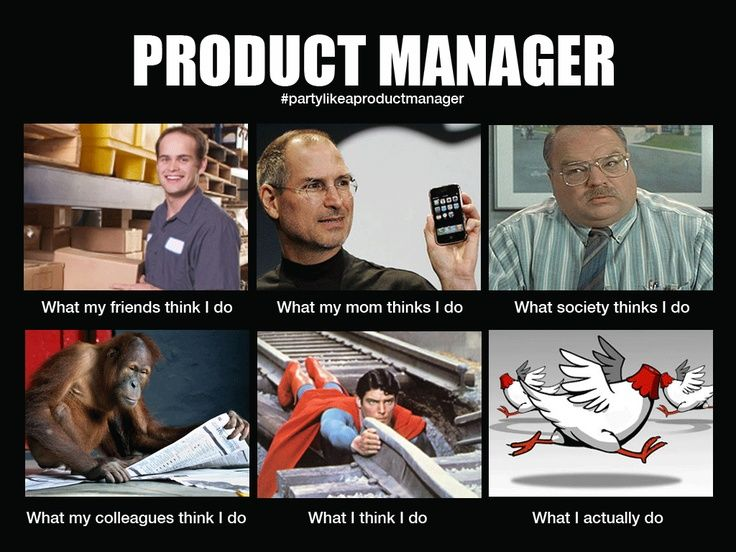 PRODUCT MANAGER
#partylikeaproductmanager
What my friends think I do
What my mom thinks I do
What society thinks I do
What my colleagues think I do
What I think I do
What I actually do